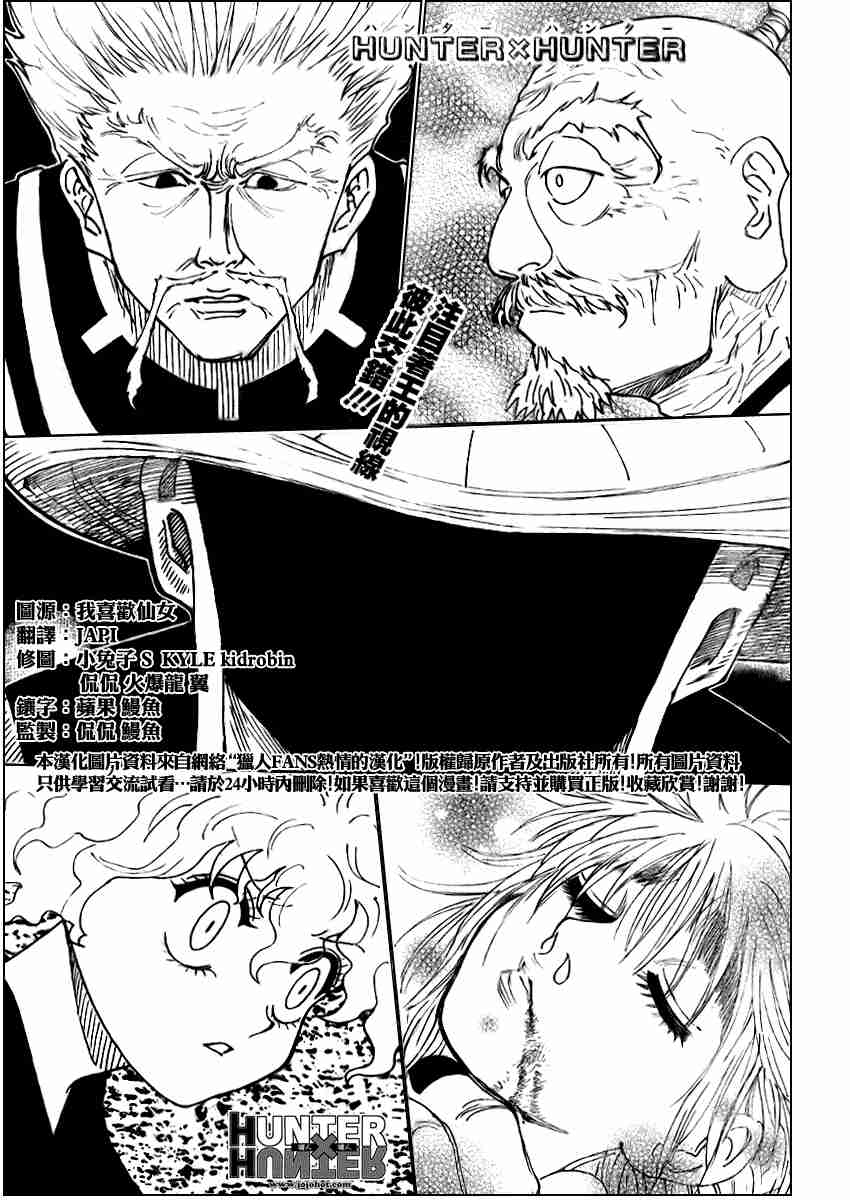 ハンター ハンター
HUNTER×HUNTER
注目著王的視線
彼此交錯!!!!
圖源：我喜歡仙女
翻譯：JAPI
修圖：小兔子 S KYLE kidrobin
侃侃 火爆龍 翼
鑲字：蘋果 鰻魚
監製：侃侃 鰻魚
本漢化圖片資料來自網絡“獵人FANS熱情的漢化”!版權歸原作者及出版社所有!所有圖片資料
只供學習交流試看…請於24小時內刪除!如果喜歡這個漫畫!請支持並購買正版!收藏欣賞!謝謝!
HUNTER
獵人×獵人
HUNTER
www.jojohot.com